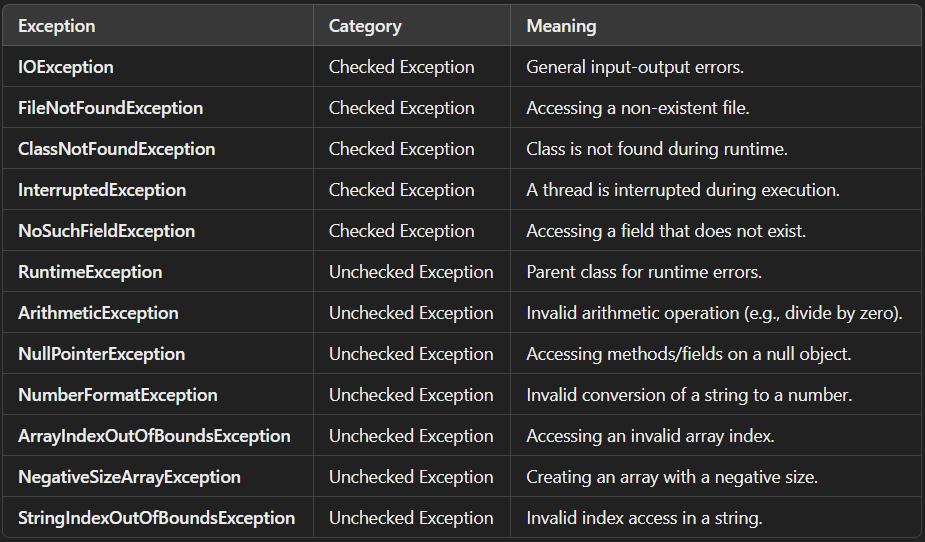 Exception Category Meaning
IOException Checked Exception General input-output errors.
FileNotFoundException Checked Exception Accessing a non-existent file.
ClassNotFoundException Checked Exception Class is not found during runtime.
InterruptedException Checked Exception A thread is interrupted during execution.
NoSuchFieldException Checked Exception Accessing a field that does not exist.
RuntimeException Unchecked Exception Parent class for runtime errors.
ArithmeticException Unchecked Exception Invalid arithmetic operation (e.g., divide by zero).
NullPointerException Unchecked Exception Accessing methods/fields on a null object.
NumberFormatException Unchecked Exception Invalid conversion of a string to a number.
ArrayIndexOutOfBoundsException Unchecked Exception Accessing an invalid array index.
NegativeSizeArrayException Unchecked Exception Creating an array with a negative size.
StringIndexOutOfBoundsException Unchecked Exception Invalid index access in a string.